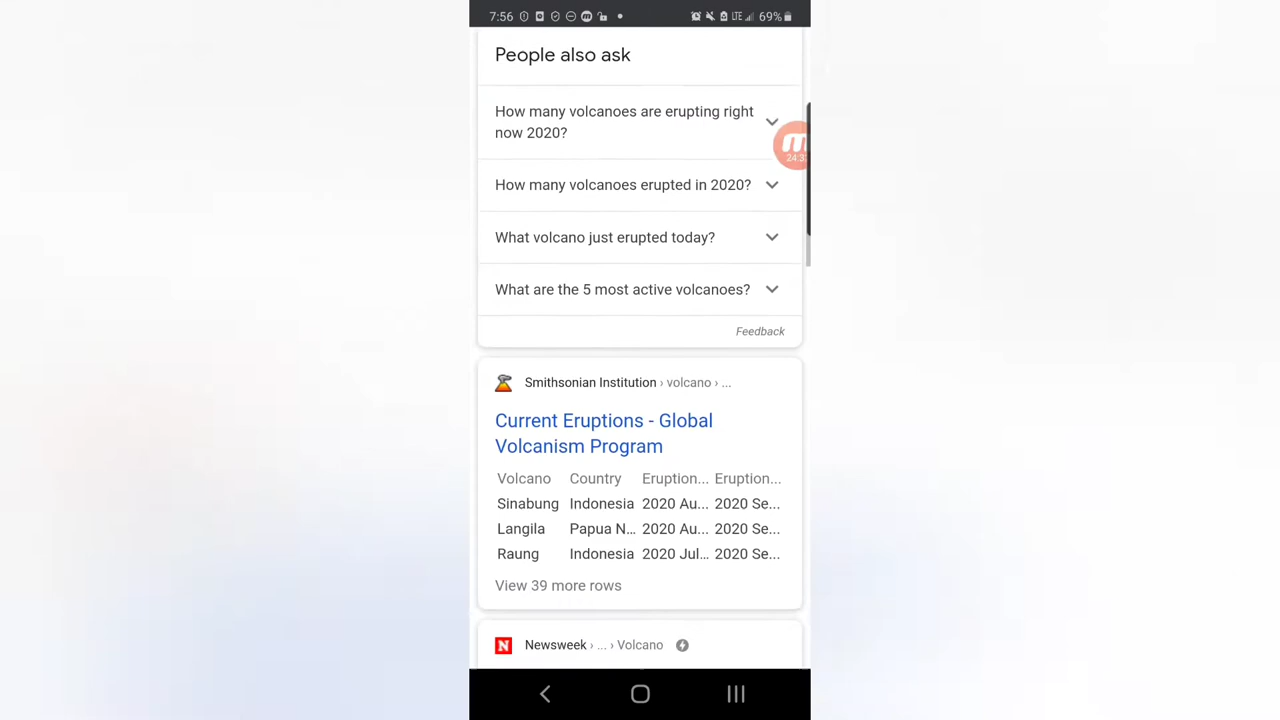 7:56 LTE 69%
People also ask
How many volcanoes are erupting right
now 2020?
24:3
How many volcanoes erupted in 2020?
What volcano just erupted today?
What are the 5 most active volcanoes?
Feedback
Smithsonian Institution › volcano › ...
Current Eruptions - Global
Volcanism Program
Volcano Country Eruption... Eruption...
Sinabung Indonesia 2020 Au... 2020 Se...
Langila Papua N... 2020 Au... 2020 Se...
Raung Indonesia 2020 Jul... 2020 Se...
View 39 more rows
N Newsweek › ... › Volcano